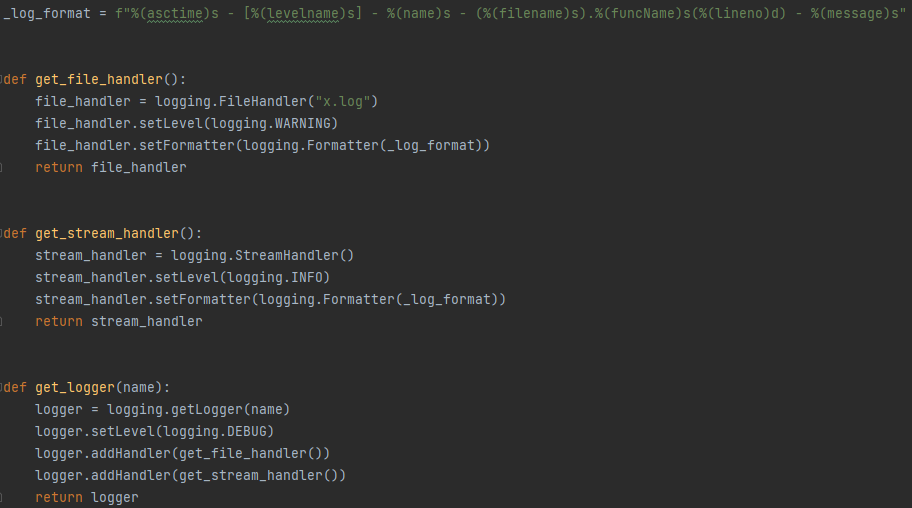 _log_format = f"%(asctime)s - [%(levelname)s] - %(name)s - (%(filename)s).%(funcName)s(%(lineno)d) - %(message)s"
def get_file_handler():
    file_handler = logging.FileHandler("x.log")
    file_handler.setLevel(logging.WARNING)
    file_handler.setFormatter(logging.Formatter(_log_format))
    return file_handler
def get_stream_handler():
    stream_handler = logging.StreamHandler()
    stream_handler.setLevel(logging.INFO)
    stream_handler.setFormatter(logging.Formatter(_log_format))
    return stream_handler
def get_logger(name):
    logger = logging.getLogger(name)
    logger.setLevel(logging.DEBUG)
    logger.addHandler(get_file_handler())
    logger.addHandler(get_stream_handler())
    return logger